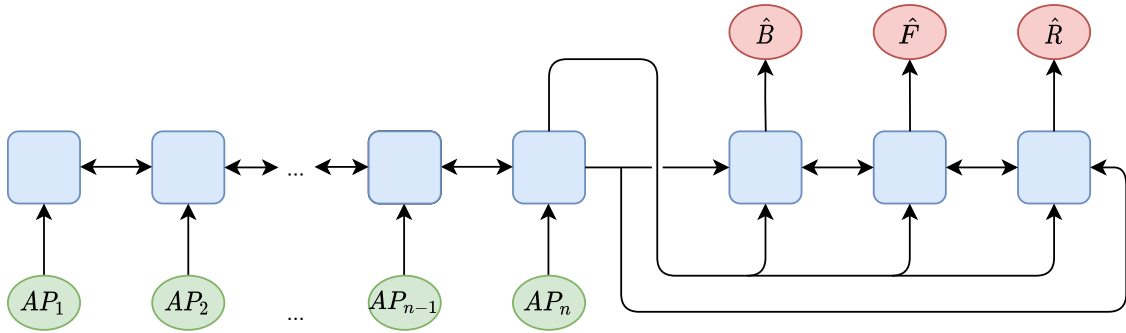 B̂ F̂ R̂
...
AP₁ AP₂ ... APₙ₋₁ APₙ